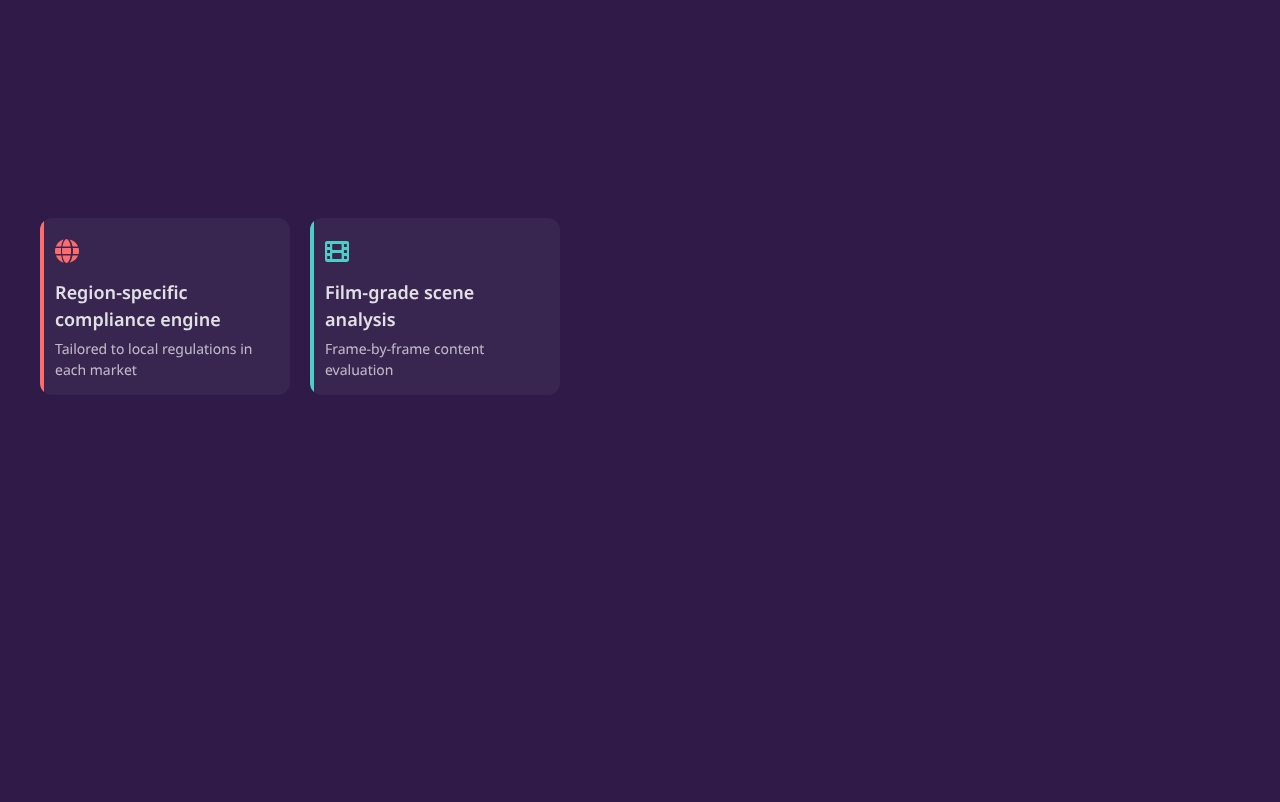 Region-specific
compliance engine
Tailored to local regulations in
each market
Film-grade scene
analysis
Frame-by-frame content
evaluation